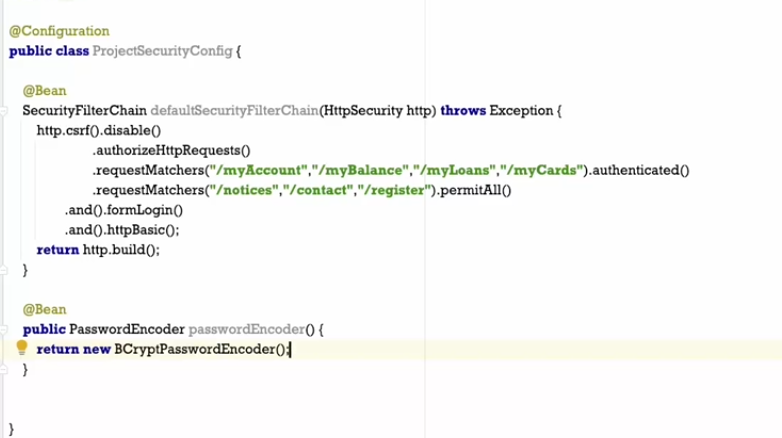 @Configuration
public class ProjectSecurityConfig {
@Bean
SecurityFilterChain defaultSecurityFilterChain(HttpSecurity http) throws Exception {
http.csrf().disable()
.authorizeHttpRequests()
.requestMatchers("/myAccount","/myBalance","/myLoans","/myCards").authenticated()
.requestMatchers("/notices","/contact","/register").permitAll()
.and().formLogin()
.and().httpBasic();
return http.build();
}
@Bean
public PasswordEncoder passwordEncoder() {
return new BCryptPasswordEncoder();
}
}